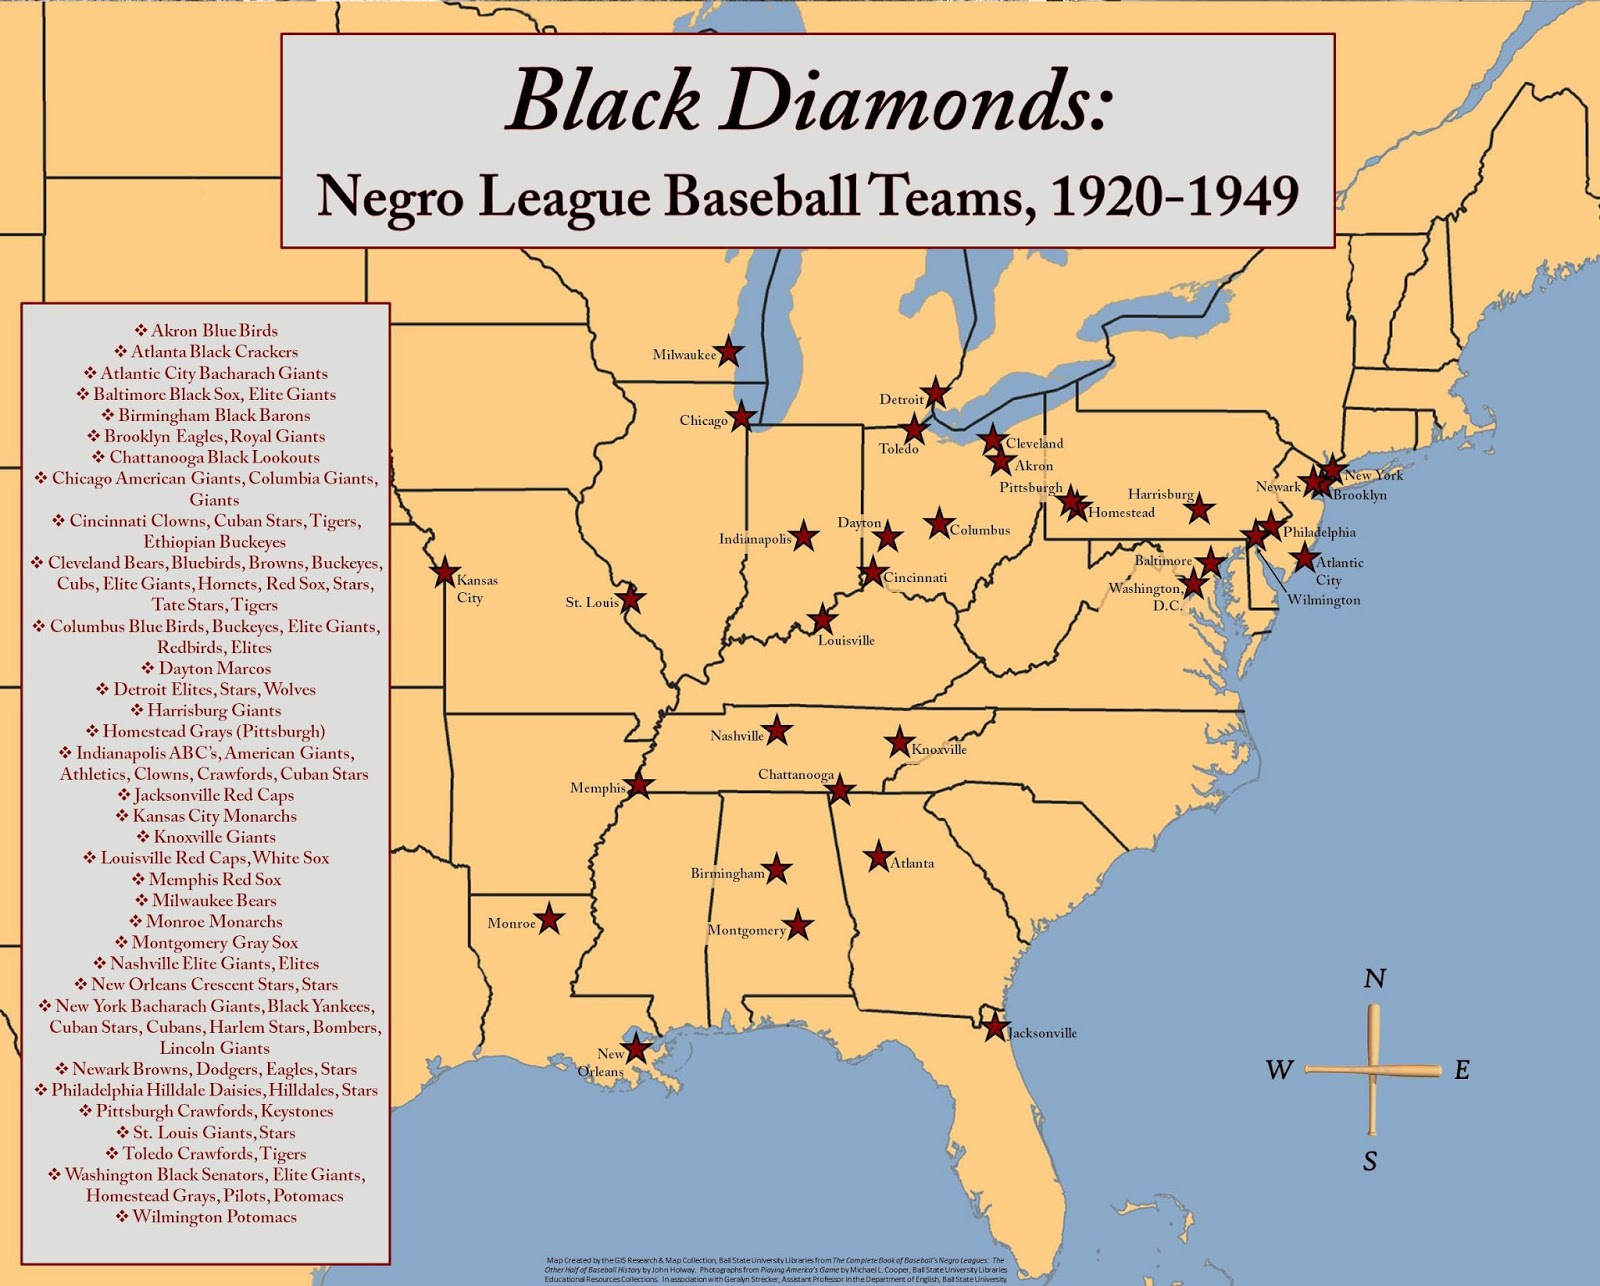 Black Diamonds:
Negro League Baseball Teams, 1920-1949
❖ Akron Blue Birds
❖ Atlanta Black Crackers
❖ Atlantic City Bacharach Giants
❖ Baltimore Black Sox, Elite Giants
❖ Birmingham Black Barons
❖ Brooklyn Eagles, Royal Giants
❖ Chattanooga Black Lookouts
❖ Chicago American Giants, Columbia Giants,
Giants
❖ Cincinnati Clowns, Cuban Stars, Tigers,
Ethiopian Buckeyes
❖ Cleveland Bears, Bluebirds, Browns, Buckeyes,
Cubs, Elite Giants, Hornets, Red Sox, Stars,
Tate Stars, Tigers
❖ Columbus Blue Birds, Buckeyes, Elite Giants,
Redbirds, Elites
❖ Dayton Marcos
❖ Detroit Elites, Stars, Wolves
❖ Harrisburg Giants
❖ Homestead Grays (Pittsburgh)
❖ Indianapolis ABC's, American Giants,
Athletics, Clowns, Crawfords, Cuban Stars
❖ Jacksonville Red Caps
❖ Kansas City Monarchs
❖ Knoxville Giants
❖ Louisville Red Caps, White Sox
❖ Memphis Red Sox
❖ Milwaukee Bears
❖ Monroe Monarchs
❖ Montgomery Gray Sox
❖ Nashville Elite Giants, Elites
❖ New Orleans Crescent Stars, Stars
❖ New York Bacharach Giants, Black Yankees,
Cuban Stars, Cubans, Harlem Stars, Bombers,
Lincoln Giants
❖ Newark Browns, Dodgers, Eagles, Stars
❖ Philadelphia Hilldale Daisies, Hilldales, Stars
❖ Pittsburgh Crawfords, Keystones
❖ St. Louis Giants, Stars
❖ Toledo Crawfords, Tigers
❖ Washington Black Senators, Elite Giants,
Homestead Grays, Pilots, Potomacs
❖ Wilmington Potomacs
Milwaukee
Chicago
Detroit
Toledo
Cleveland
Akron
Pittsburgh
Homestead
Harrisburg
New York
Newark
Brooklyn
Philadelphia
Atlantic
City
Wilmington
Baltimore
Washington,
D.C.
Indianapolis
Dayton
Columbus
Cincinnati
Kansas
City
St. Louis
Louisville
Nashville
Knoxville
Chattanooga
Memphis
Birmingham
Atlanta
Montgomery
Monroe
New
Orleans
Jacksonville
N
W
E
S
Map Created by the GIS Research & Map Collection, Ball State University Libraries from The Complete Book of Baseball's Negro Leagues: The
Other Half of Baseball History by John Holway. Photographs from Playing America's Game by Michael L. Cooper, Ball State University Libraries
Educational Resources Collections. In association with Geralyn Strecker, Assistant Professor in the Department of English, Ball State University.